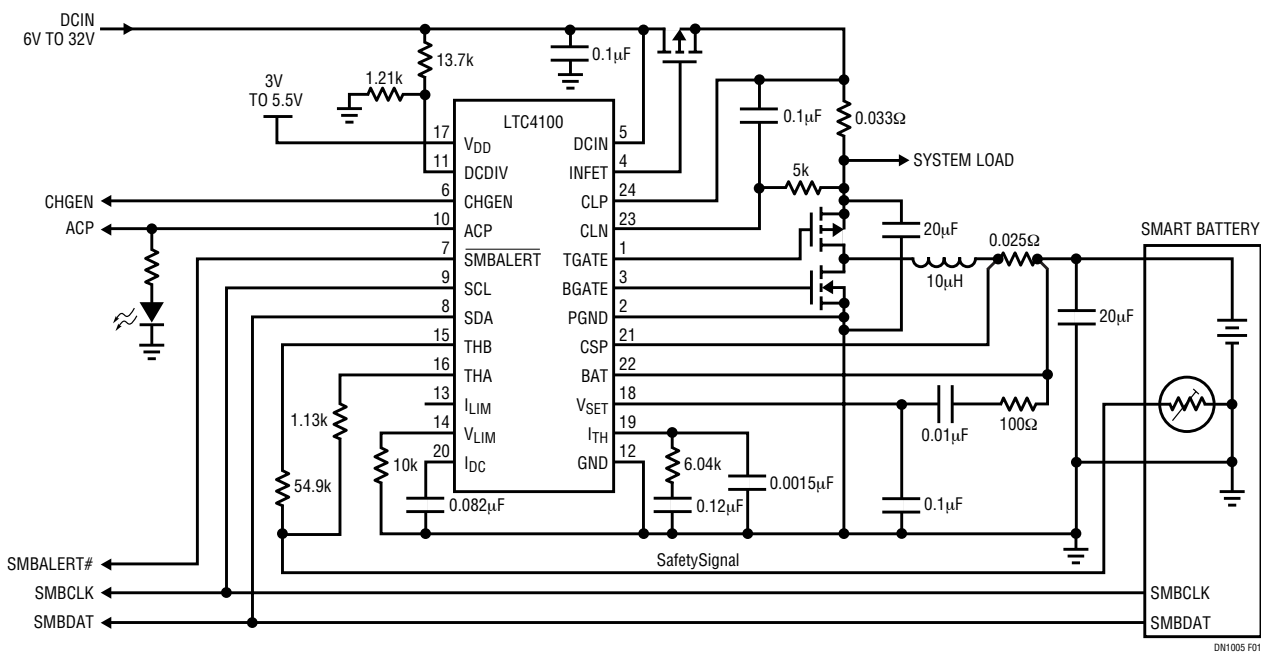 DCIN
6V TO 32V
13.7k
0.1μF
1.21k
3V
TO 5.5V
LTC4100
0.1μF
0.033Ω
17
VDD
DCIN
5
11
DCDIV
INFET
4
SYSTEM LOAD
5k
CHGEN
6
CHGEN
CLP
24
ACP
10
ACP
CLN
23
20μF
0.025Ω
SMART BATTERY
7
SMBALERT
TGATE
1
10μH
9
SCL
BGATE
3
8
SDA
PGND
2
20μF
15
THB
CSP
21
16
THA
BAT
22
13
ILIM
VSET
18
1.13k
0.01μF
100Ω
14
VLIM
ITH
19
10k
6.04k
20
IDC
GND
12
54.9k
0.082μF
0.12μF
0.0015μF
0.1μF
SafetySignal
SMBALERT#
SMBCLK
SMBCLK
SMBDAT
SMBDAT
DN1005 F01